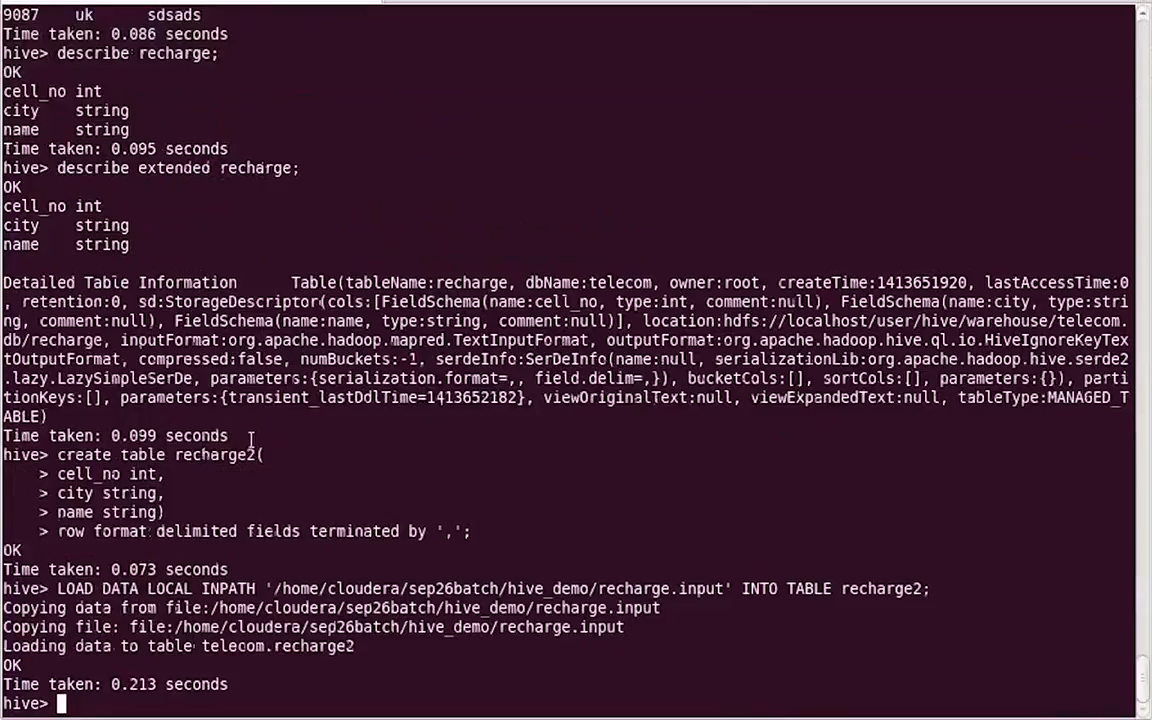 9087    uk      sdsads
Time taken: 0.086 seconds
hive> describe recharge;
OK
cell_no int
city    string
name    string
Time taken: 0.095 seconds
hive> describe extended recharge;
OK
cell_no int
city    string
name    string
Detailed Table Information      Table(tableName:recharge, dbName:telecom, owner:root, createTime:1413651920, lastAccessTime:0
, retention:0, sd:StorageDescriptor(cols:[FieldSchema(name:cell_no, type:int, comment:null), FieldSchema(name:city, type:stri
ng, comment:null), FieldSchema(name:name, type:string, comment:null)], location:hdfs://localhost/user/hive/warehouse/telecom.
db/recharge, inputFormat:org.apache.hadoop.mapred.TextInputFormat, outputFormat:org.apache.hadoop.hive.ql.io.HiveIgnoreKeyTex
tOutputFormat, compressed:false, numBuckets:-1, serdeInfo:SerDeInfo(name:null, serializationLib:org.apache.hadoop.hive.serde2
.lazy.LazySimpleSerDe, parameters:{serialization.format=,, field.delim=,}), bucketCols:[], sortCols:[], parameters:{}), parti
tionKeys:[], parameters:{transient_lastDdlTime=1413652182}, viewOriginalText:null, viewExpandedText:null, tableType:MANAGED_T
ABLE)
Time taken: 0.099 seconds
hive> create table recharge2(
    > cell_no int,
    > city string,
    > name string)
    > row format delimited fields terminated by ',';
OK
Time taken: 0.073 seconds
hive> LOAD DATA LOCAL INPATH '/home/cloudera/sep26batch/hive_demo/recharge.input' INTO TABLE recharge2;
Copying data from file:/home/cloudera/sep26batch/hive_demo/recharge.input
Copying file: file:/home/cloudera/sep26batch/hive_demo/recharge.input
Loading data to table telecom.recharge2
OK
Time taken: 0.213 seconds
hive>